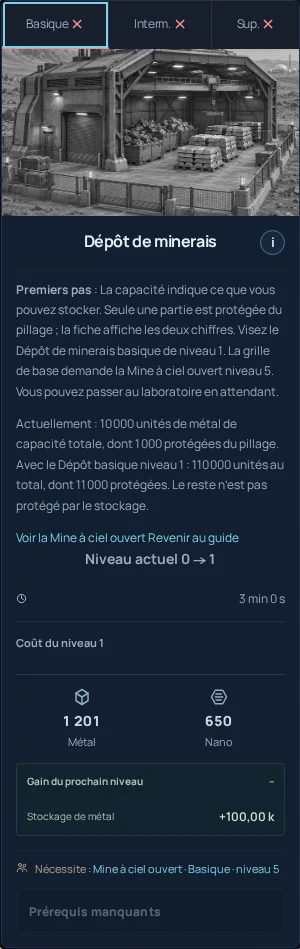 Basique ✕ Interm. ✕ Sup. ✕
Dépôt de minerais i
Premiers pas : La capacité indique ce que vous
pouvez stocker. Seule une partie est protégée du
pillage ; la fiche affiche les deux chiffres. Visez le
Dépôt de minerais basique de niveau 1. La grille
de base demande la Mine à ciel ouvert niveau 5.
Vous pouvez passer au laboratoire en attendant.
Actuellement : 10 000 unités de métal de
capacité totale, dont 1 000 protégées du pillage.
Avec le Dépôt basique niveau 1 : 110 000 unités au
total, dont 11 000 protégées. Le reste n'est pas
protégé par le stockage.
Voir la Mine à ciel ouvert Revenir au guide
Niveau actuel 0 → 1
3 min 0 s
Coût du niveau 1
1 201 650
Métal Nano
Gain du prochain niveau –
Stockage de métal +100,00 k
Nécessite : Mine à ciel ouvert · Basique · niveau 5
Prérequis manquants